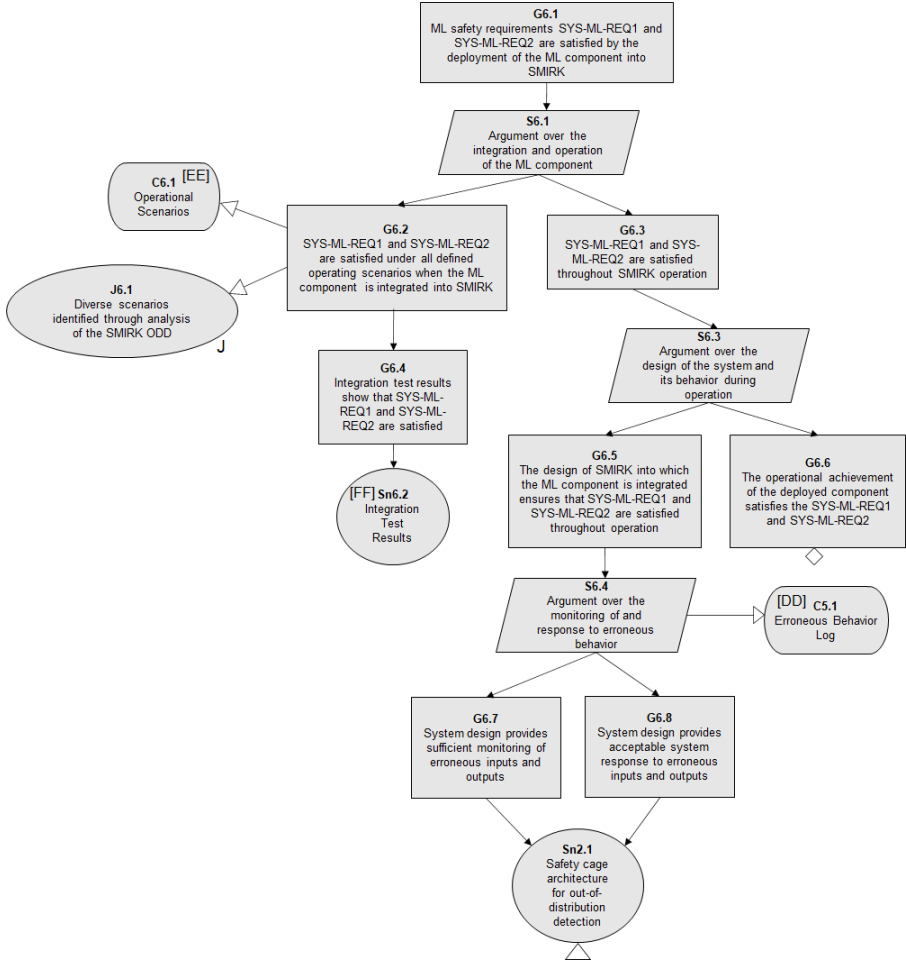 G6.1
ML safety requirements SYS-ML-REQ1 and
SYS-ML-REQ2 are satisfied by the
deployment of the ML component into
SMIRK
S6.1
Argument over the
integration and operation
of the ML component
[EE]
C6.1
Operational
Scenarios
G6.2
SYS-ML-REQ1 and SYS-ML-REQ2
are satisfied under all defined
operating scenarios when the ML
component is integrated into SMIRK
G6.3
SYS-ML-REQ1 and SYS-
ML-REQ2 are satisfied
throughout SMIRK operation
J6.1
Diverse scenarios
identified through analysis
of the SMIRK ODD
J
S6.3
Argument over the
design of the system and
its behavior during
operation
G6.4
Integration test results
show that SYS-ML-
REQ1 and SYS-ML-
REQ2 are satisfied
G6.5
The design of SMIRK into which
the ML component is integrated
ensures that SYS-ML-REQ1 and
SYS-ML-REQ2 are satisfied
throughout operation
G6.6
The operational achievement
of the deployed component
satisfies the SYS-ML-REQ1
and SYS-ML-REQ2
[FF] Sn6.2
Integration
Test
Results
S6.4
Argument over the
monitoring of and
response to erroneous
behavior
[DD] C5.1
Erroneous Behavior
Log
G6.7
System design provides
sufficient monitoring of
erroneous inputs and
outputs
G6.8
System design provides
acceptable system
response to erroneous
inputs and outputs
Sn2.1
Safety cage
architecture
for out-of-
distribution
detection